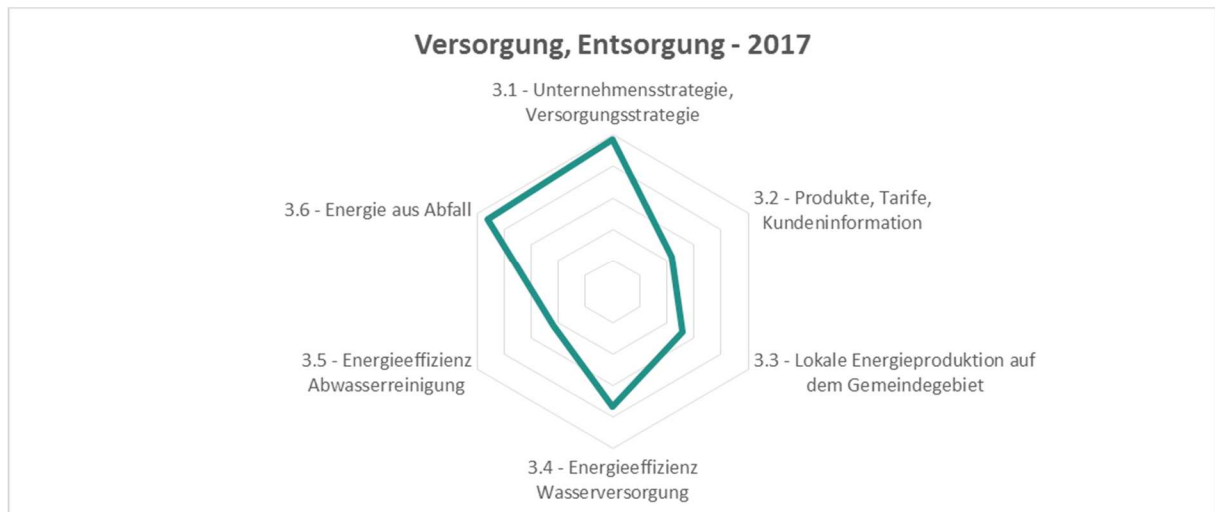 Versorgung, Entsorgung - 2017
3.1 - Unternehmensstrategie,
Versorgungsstrategie
3.2 - Produkte, Tarife,
Kundeninformation
3.3 - Lokale Energieproduktion auf
dem Gemeindegebiet
3.4 - Energieeffizienz
Wasserversorgung
3.5 - Energieeffizienz
Abwasserreinigung
3.6 - Energie aus Abfall